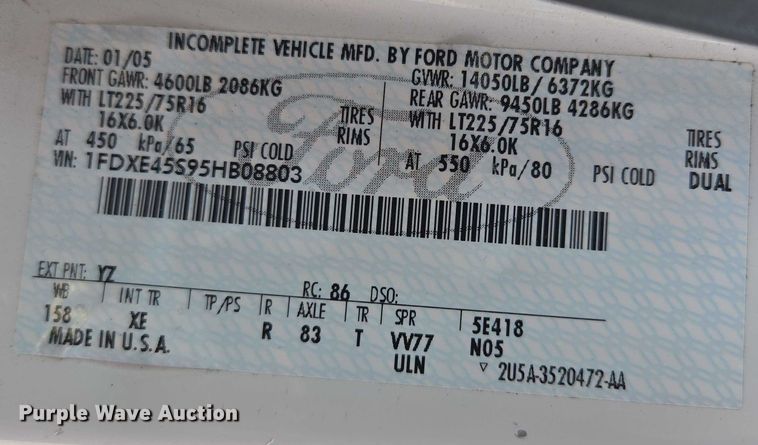 INCOMPLETE VEHICLE MFD. BY FORD MOTOR COMPANY
DATE: 01/05 GVWR: 14050LB/ 6372KG
FRONT GAWR: 4600LB 2086KG REAR GAWR: 9450LB 4286KG
WITH LT225/75R16 TIRES WITH LT225/75R16 TIRES
16X6.0K RIMS 16X6.0K RIMS
AT 450 kPa/65 PSI COLD AT 550 kPa/80 PSI COLD DUAL
VIN: 1FDXE45S95HB08803
Ford
EXT PNT: YZ RC: 86 DSO:
WB INT TR TP/PS R AXLE TR SPR 5E418
158 XE R 83 T VV77 N05
MADE IN U.S.A. ULN ▽ 2U5A-3520472-AA
Purple Wave Auction